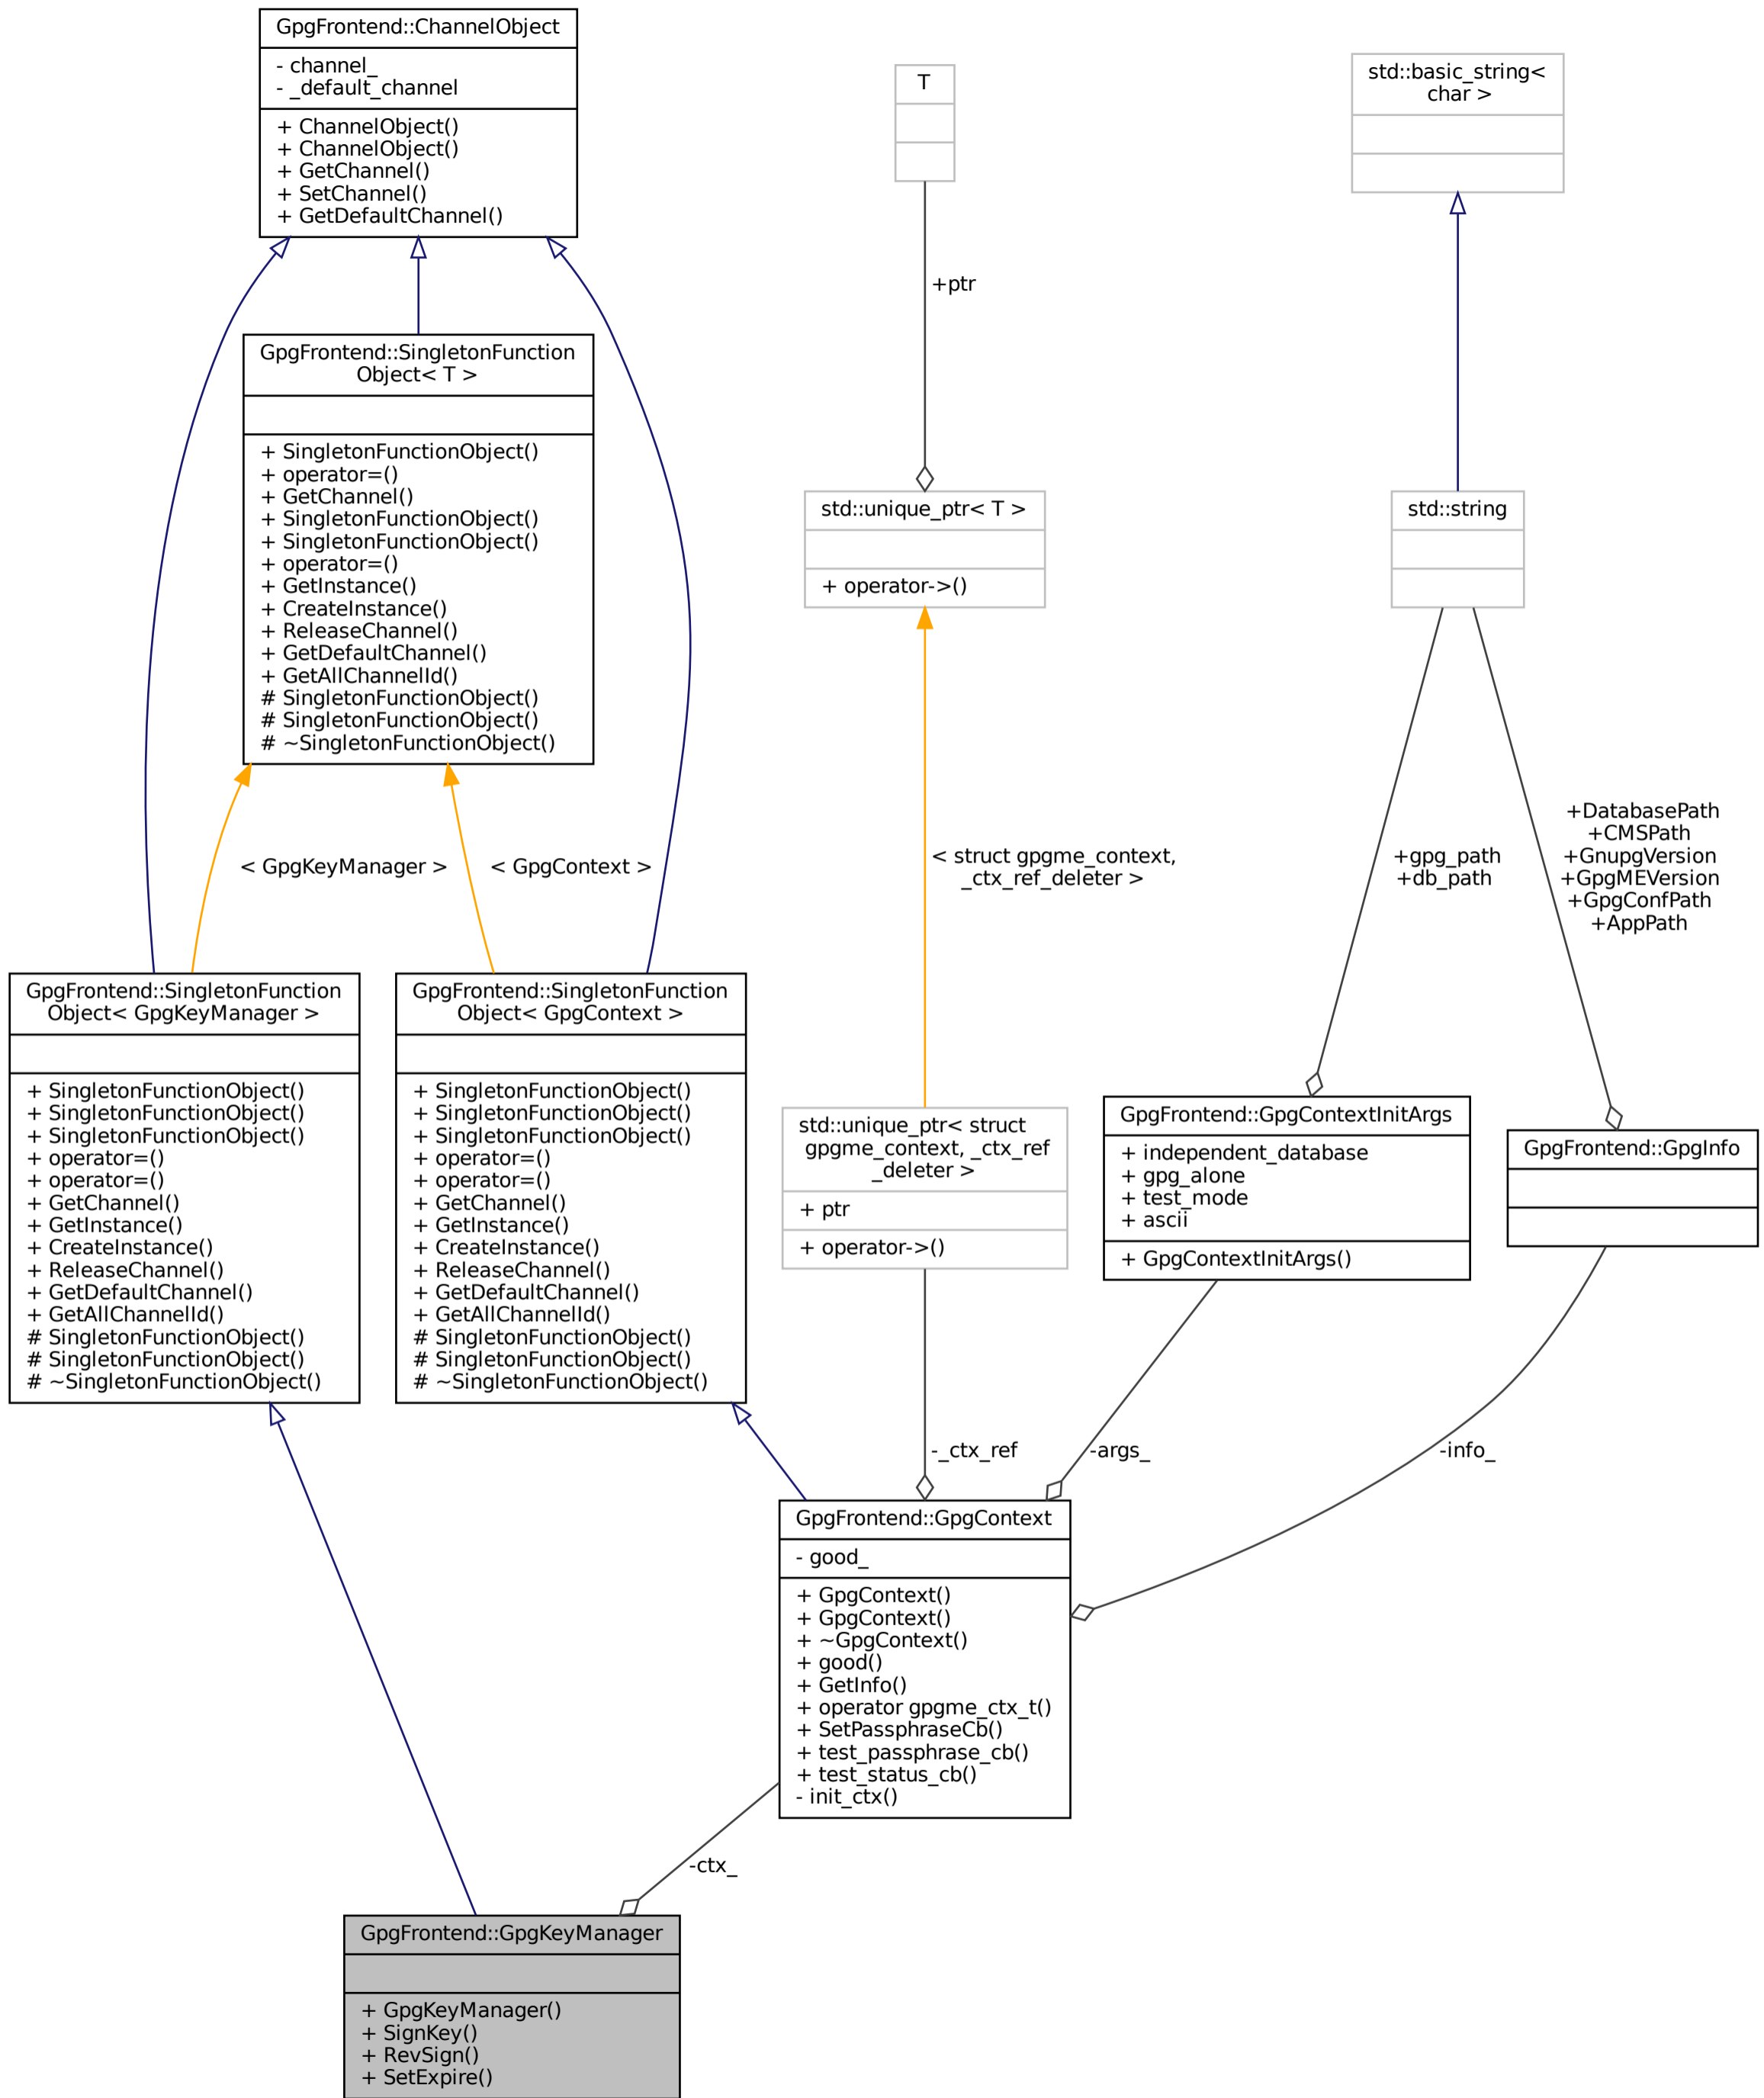 GpgFrontend::ChannelObject
- channel_
- _default_channel
+ ChannelObject()
+ ChannelObject()
+ GetChannel()
+ SetChannel()
+ GetDefaultChannel()
T
std::basic_string<
char >
+ptr
GpgFrontend::SingletonFunction
Object< T >
+ SingletonFunctionObject()
+ operator=()
+ GetChannel()
+ SingletonFunctionObject()
+ SingletonFunctionObject()
+ operator=()
+ GetInstance()
+ CreateInstance()
+ ReleaseChannel()
+ GetDefaultChannel()
+ GetAllChannelId()
# SingletonFunctionObject()
# SingletonFunctionObject()
# ~SingletonFunctionObject()
std::unique_ptr< T >
+ operator->()
std::string
< GpgKeyManager >
< GpgContext >
< struct gpgme_context,
_ctx_ref_deleter >
+gpg_path
+db_path
+DatabasePath
+CMSPath
+GnupgVersion
+GpgMEVersion
+GpgConfPath
+AppPath
GpgFrontend::SingletonFunction
Object< GpgKeyManager >
+ SingletonFunctionObject()
+ SingletonFunctionObject()
+ SingletonFunctionObject()
+ operator=()
+ operator=()
+ GetChannel()
+ GetInstance()
+ CreateInstance()
+ ReleaseChannel()
+ GetDefaultChannel()
+ GetAllChannelId()
# SingletonFunctionObject()
# SingletonFunctionObject()
# ~SingletonFunctionObject()
GpgFrontend::SingletonFunction
Object< GpgContext >
+ SingletonFunctionObject()
+ SingletonFunctionObject()
+ SingletonFunctionObject()
+ operator=()
+ operator=()
+ GetChannel()
+ GetInstance()
+ CreateInstance()
+ ReleaseChannel()
+ GetDefaultChannel()
+ GetAllChannelId()
# SingletonFunctionObject()
# SingletonFunctionObject()
# ~SingletonFunctionObject()
std::unique_ptr< struct
gpgme_context, _ctx_ref
_deleter >
+ ptr
+ operator->()
GpgFrontend::GpgContextInitArgs
+ independent_database
+ gpg_alone
+ test_mode
+ ascii
+ GpgContextInitArgs()
GpgFrontend::GpgInfo
-_ctx_ref
-args_
-info_
GpgFrontend::GpgContext
- good_
+ GpgContext()
+ GpgContext()
+ ~GpgContext()
+ good()
+ GetInfo()
+ operator gpgme_ctx_t()
+ SetPassphraseCb()
+ test_passphrase_cb()
+ test_status_cb()
- init_ctx()
-ctx_
GpgFrontend::GpgKeyManager
+ GpgKeyManager()
+ SignKey()
+ RevSign()
+ SetExpire()